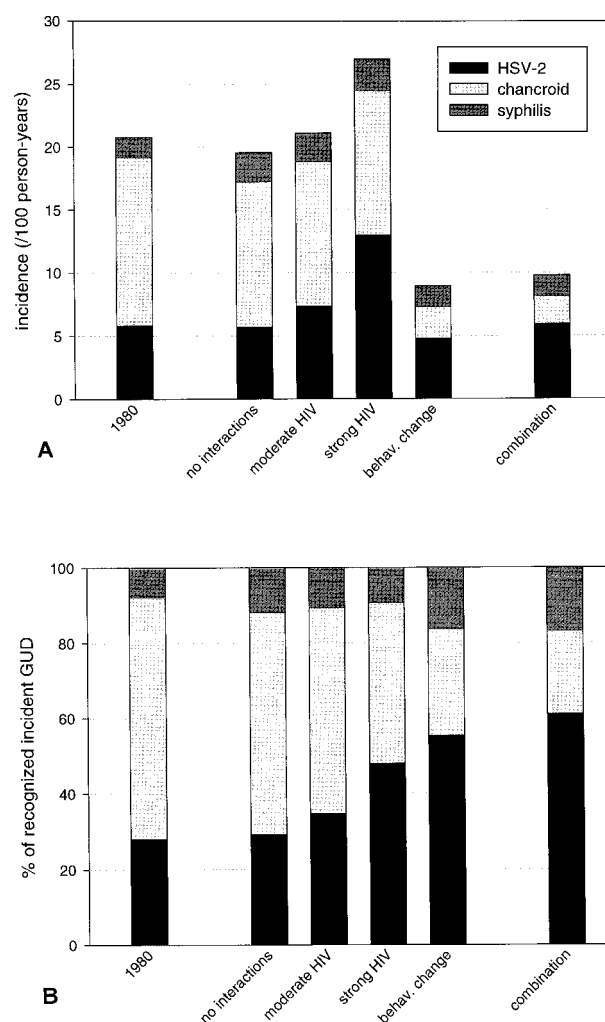 30
25
20
15
10
5
0
incidence (/100 person-years)
HSV-2
chancroid
syphilis
1980
no interactions
moderate HIV
strong HIV
behav. change
combination
A
100
80
60
40
20
0
% of recognized incident GUD
1980
no interactions
moderate HIV
strong HIV
behav. change
combination
B